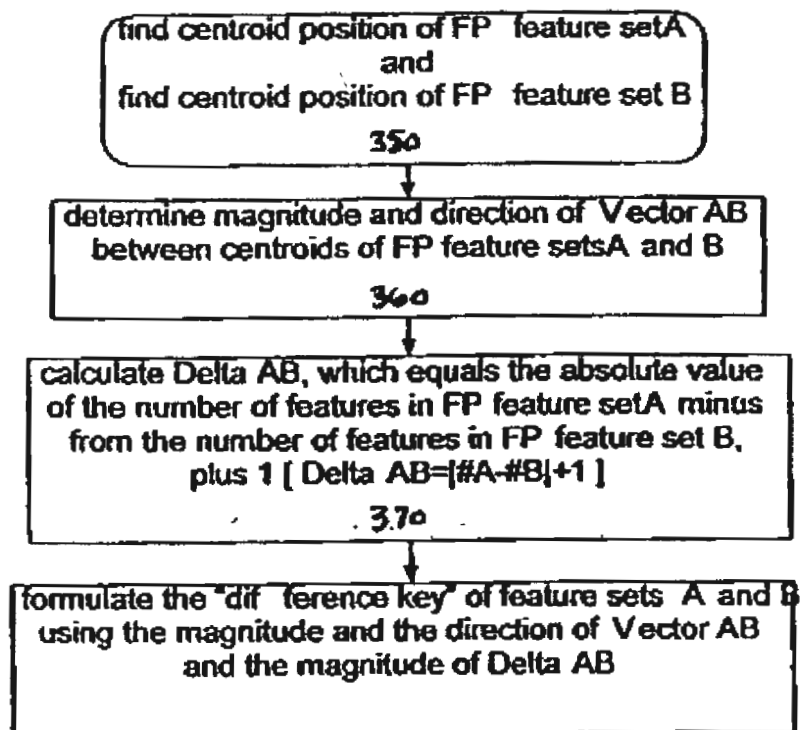 find centroid position of FP feature setA
and
find centroid position of FP feature set B
350
determine magnitude and direction of Vector AB
between centroids of FP feature setsA and B
360
calculate Delta AB, which equals the absolute value
of the number of features in FP feature setA minus
from the number of features in FP feature set B,
plus 1 [ Delta AB=|#A-#B|+1 ]
370
formulate the "dif ference key" of feature sets A and B
using the magnitude and the direction of Vector AB
and the magnitude of Delta AB